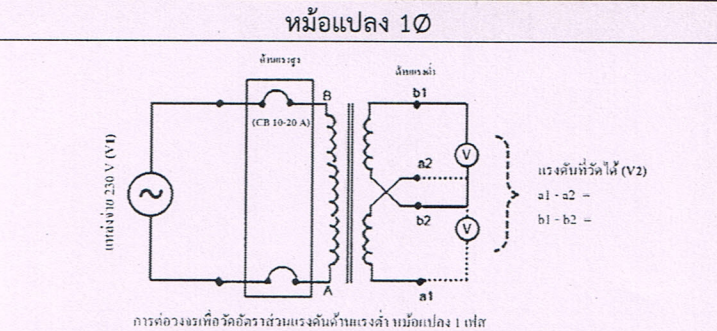 หม้อแปลง 1Ø
ด้านแรงสูง
ด้านแรงต่ำ
B
b1
(CB 10-20 A)
V
แหล่งจ่าย 230 V (V1)
a2
แรงดันที่วัดได้ (V2)
a1 - a2 =
b2
b1 - b2 =
V
A
a1
การต่อวงจรเพื่อวัดอัตราส่วนแรงดันด้านแรงต่ำ หม้อแปลง 1 เฟส